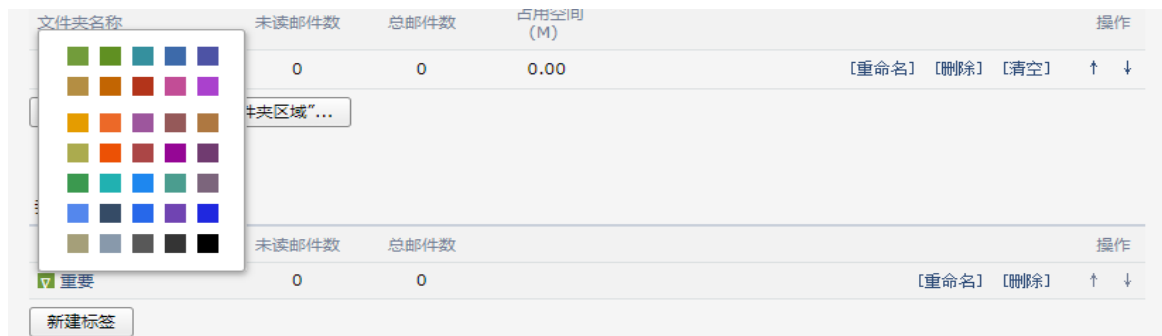 文件夹名称 未读邮件数 总邮件数 占用空间 操作
(M)
0 0 0.00 [重命名] [删除] [清空] ↑ ↓
件夹区域"...
未读邮件数 总邮件数 操作
重要 0 0 [重命名] [删除] ↑ ↓
新建标签